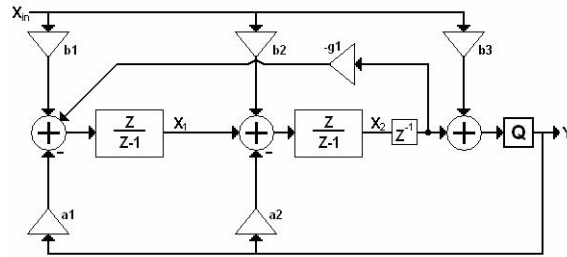 Xin
b1
b2
-g1
b3
+
Z
Z-1
X1
+
Z
Z-1
X2
Z-1
+
Q
Y
-
-
a1
a2